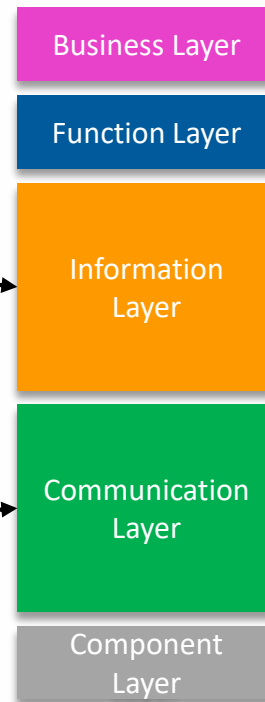 Business Layer
Function Layer
Information
Layer
Communication
Layer
Component
Layer